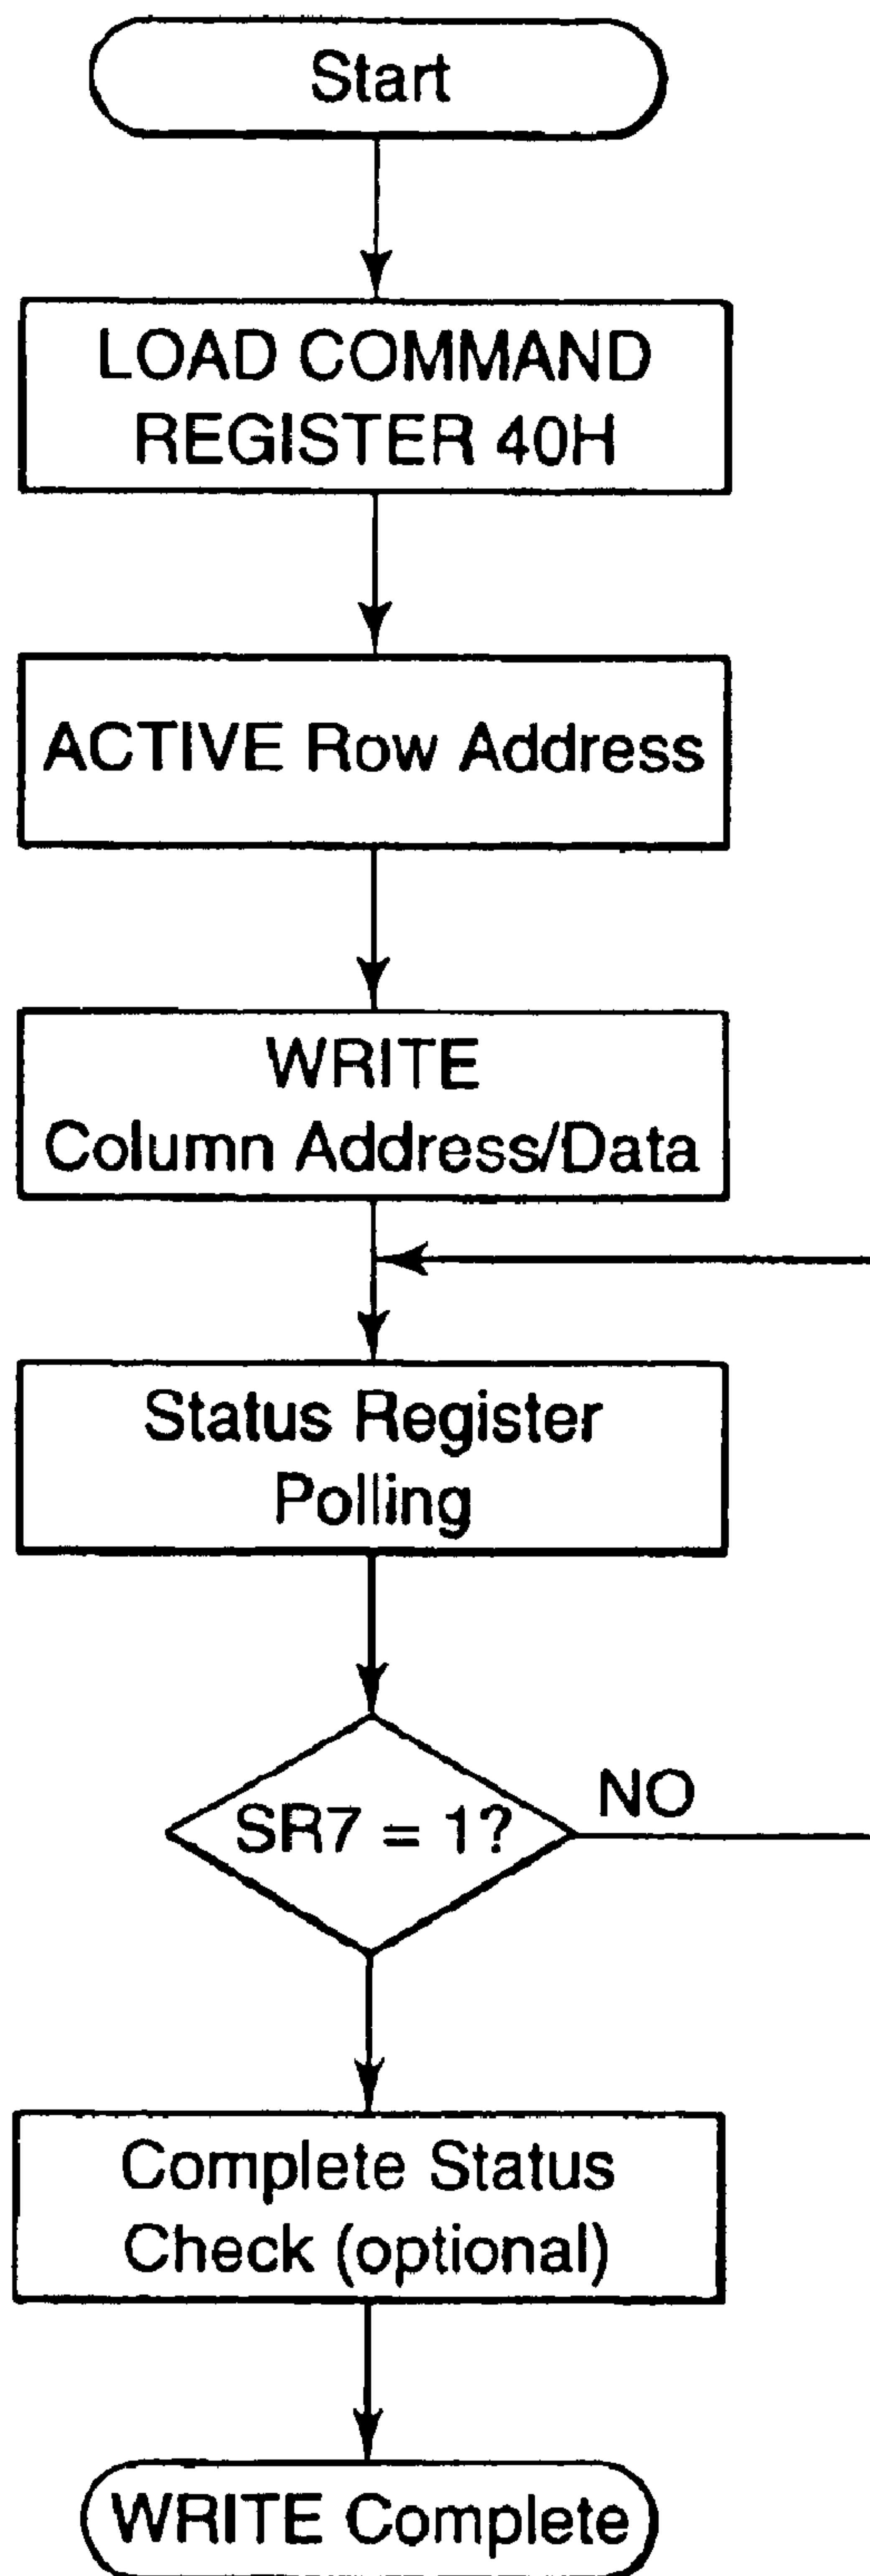 Start
LOAD COMMAND
REGISTER 40H
ACTIVE Row Address
WRITE
Column Address/Data
Status Register
Polling
SR7 = 1?
NO
Complete Status
Check (optional)
WRITE Complete